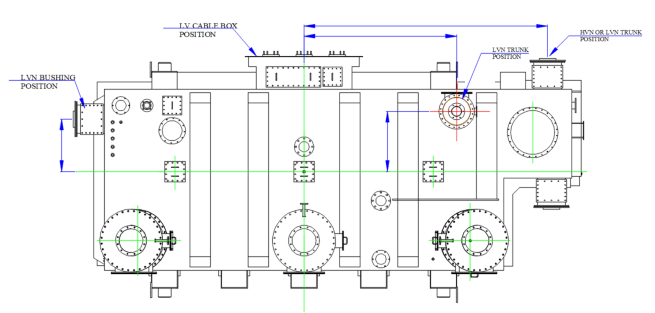 LV CABLE BOX
POSITION
HVN OR LVN TRUNK
POSITION
LVN TRUNK
POSITION
LVN BUSHING
POSITION